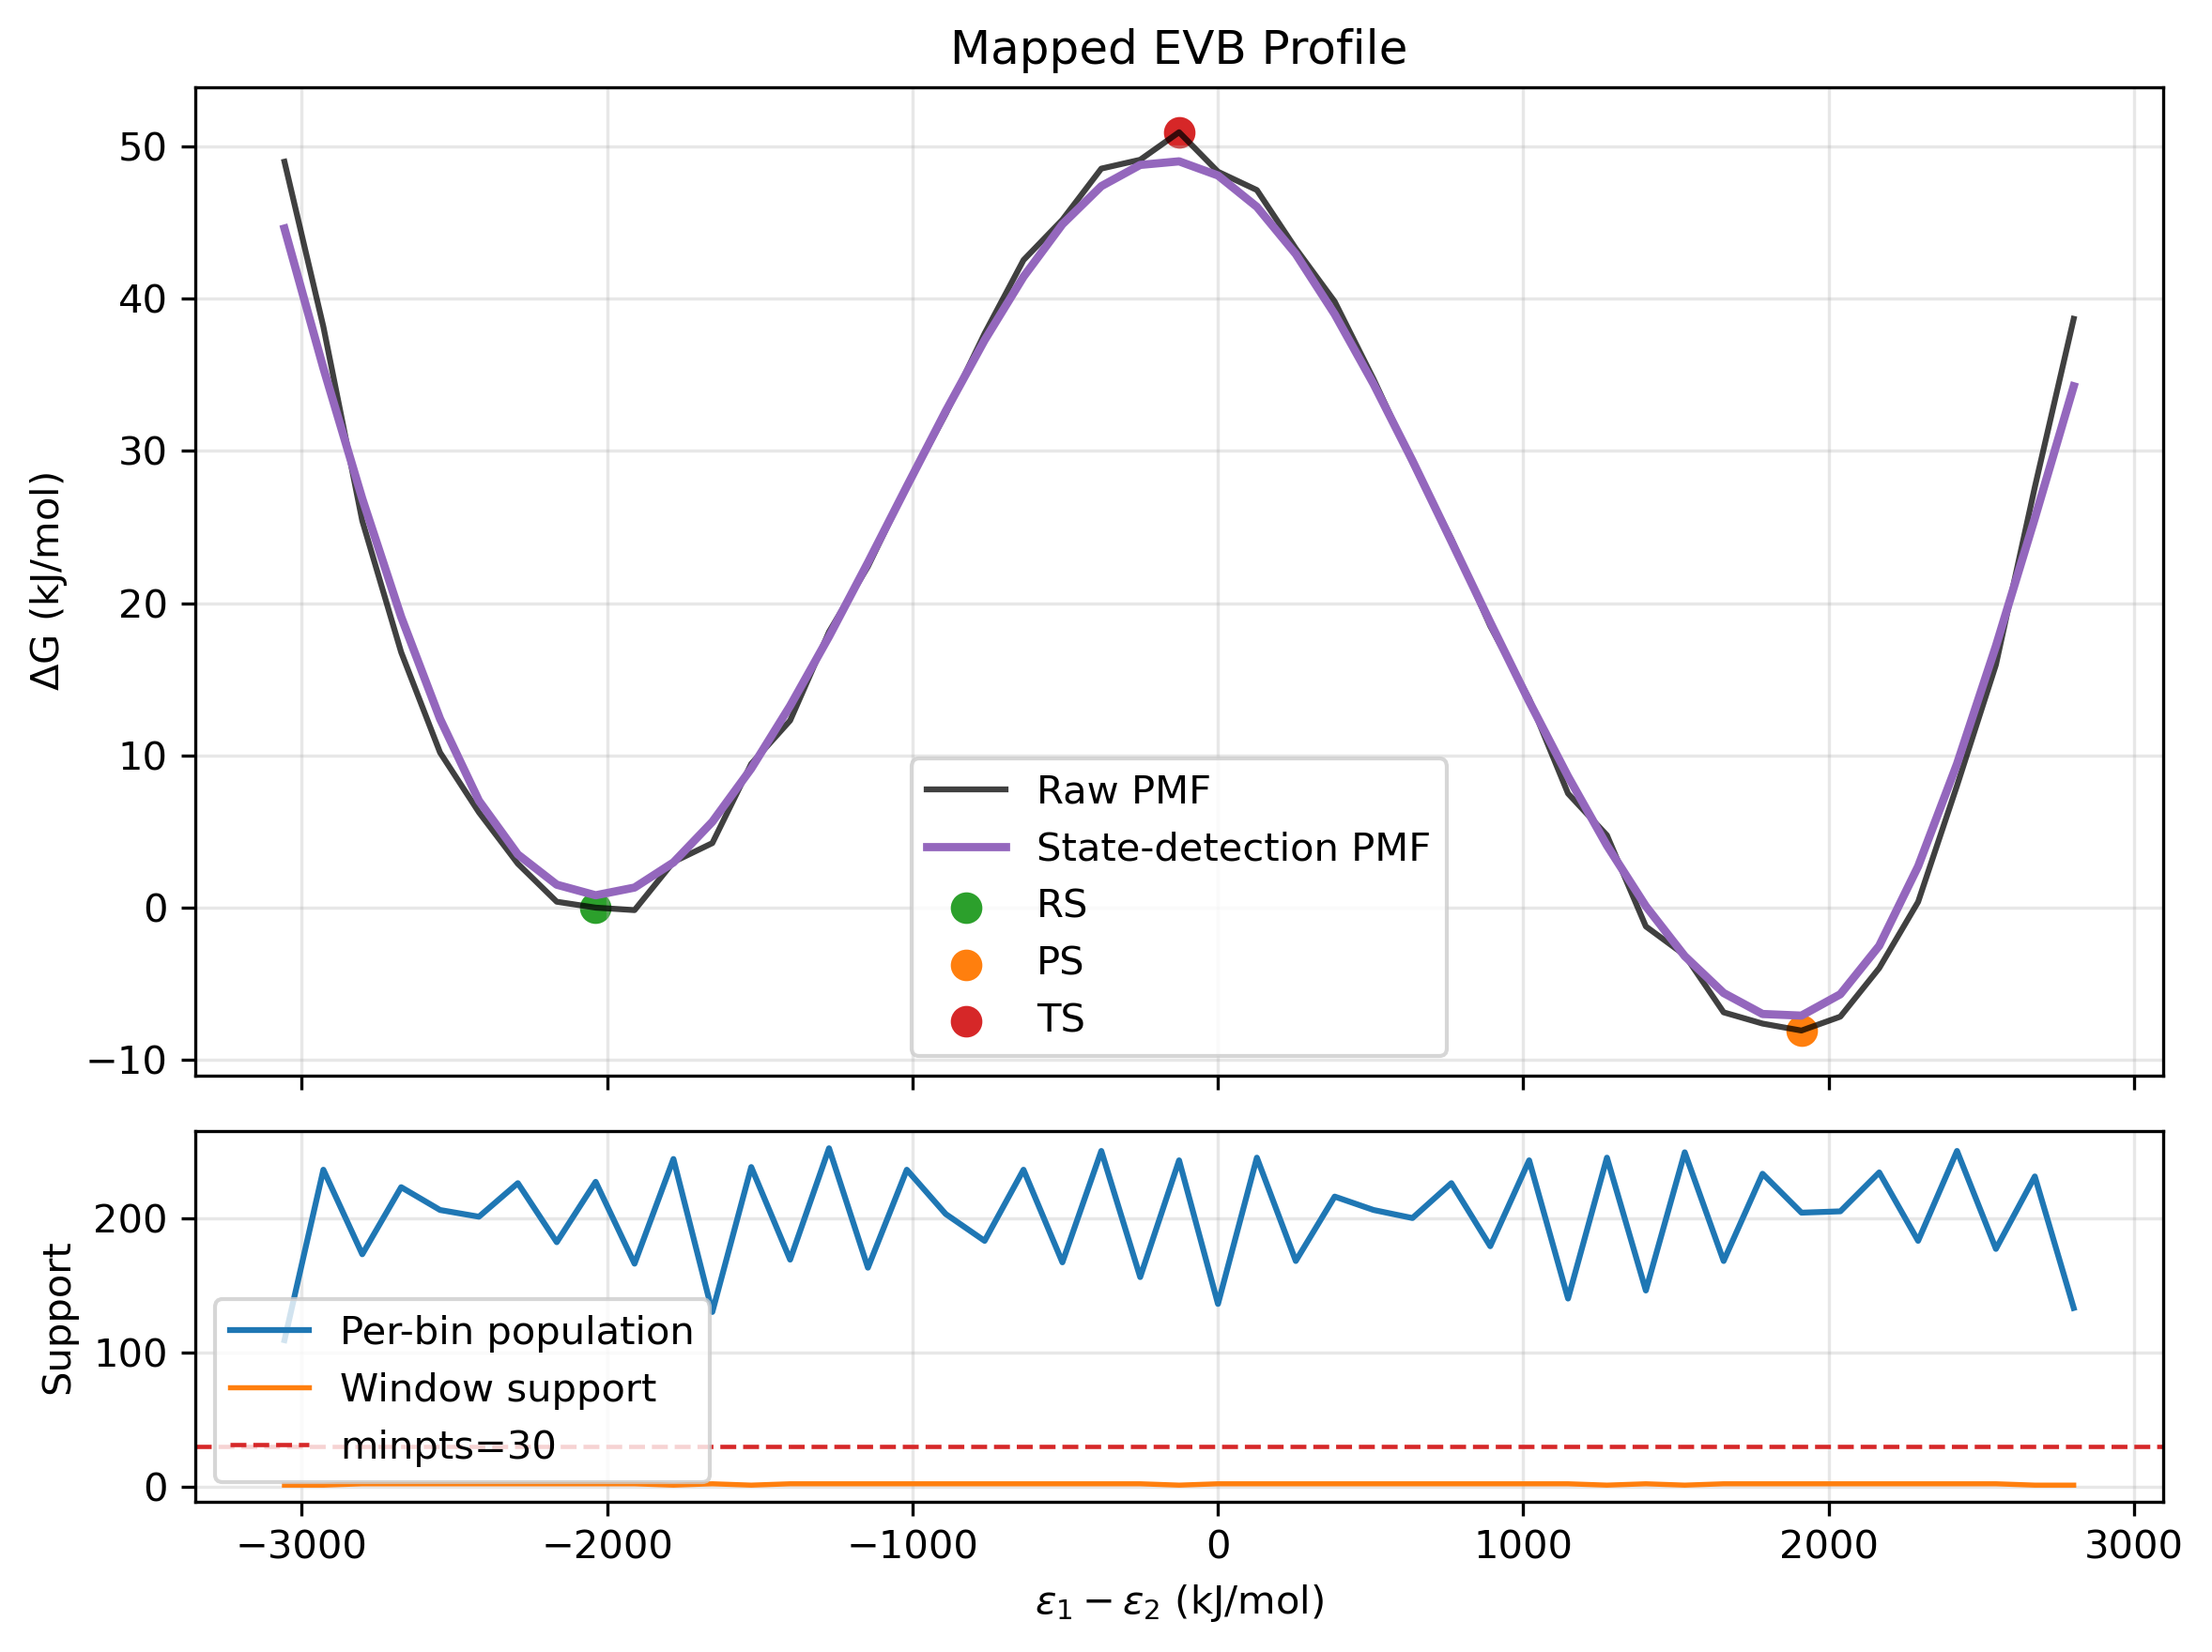 Mapped EVB Profile
50
40
30
20
10
0
−10
ΔG (kJ/mol)
Raw PMF
State-detection PMF
RS
PS
TS
200
100
0
Support
Per-bin population
Window support
minpts=30
−3000
−2000
−1000
0
1000
2000
3000
ε₁ − ε₂ (kJ/mol)